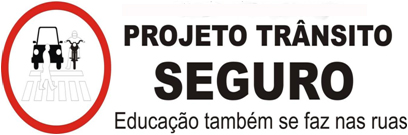 PROJETO TRÂNSITO
SEGURO
Educação também se faz nas ruas